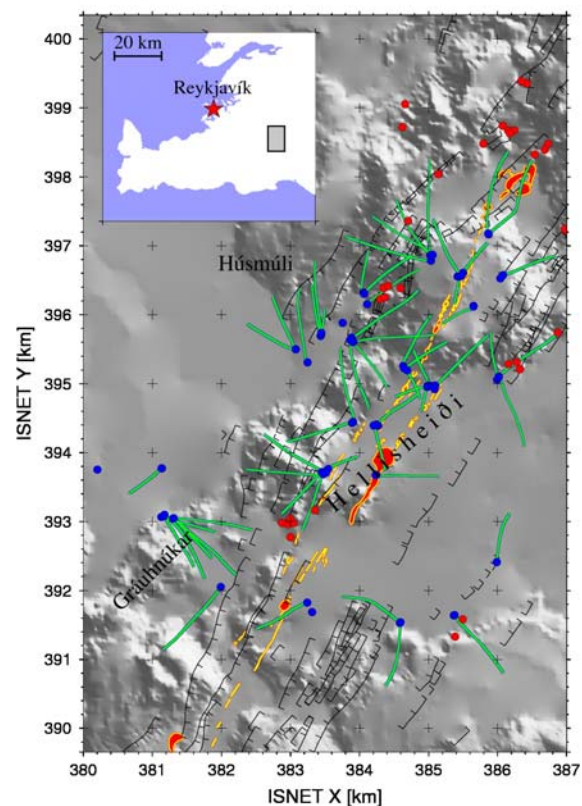 20 km
Reykjavík
Húsmúli
Hellisheiði
Gráuhnúkar
ISNET Y [km]
400
399
398
397
396
395
394
393
392
391
390
380 381 382 383 384 385 386 387
ISNET X [km]